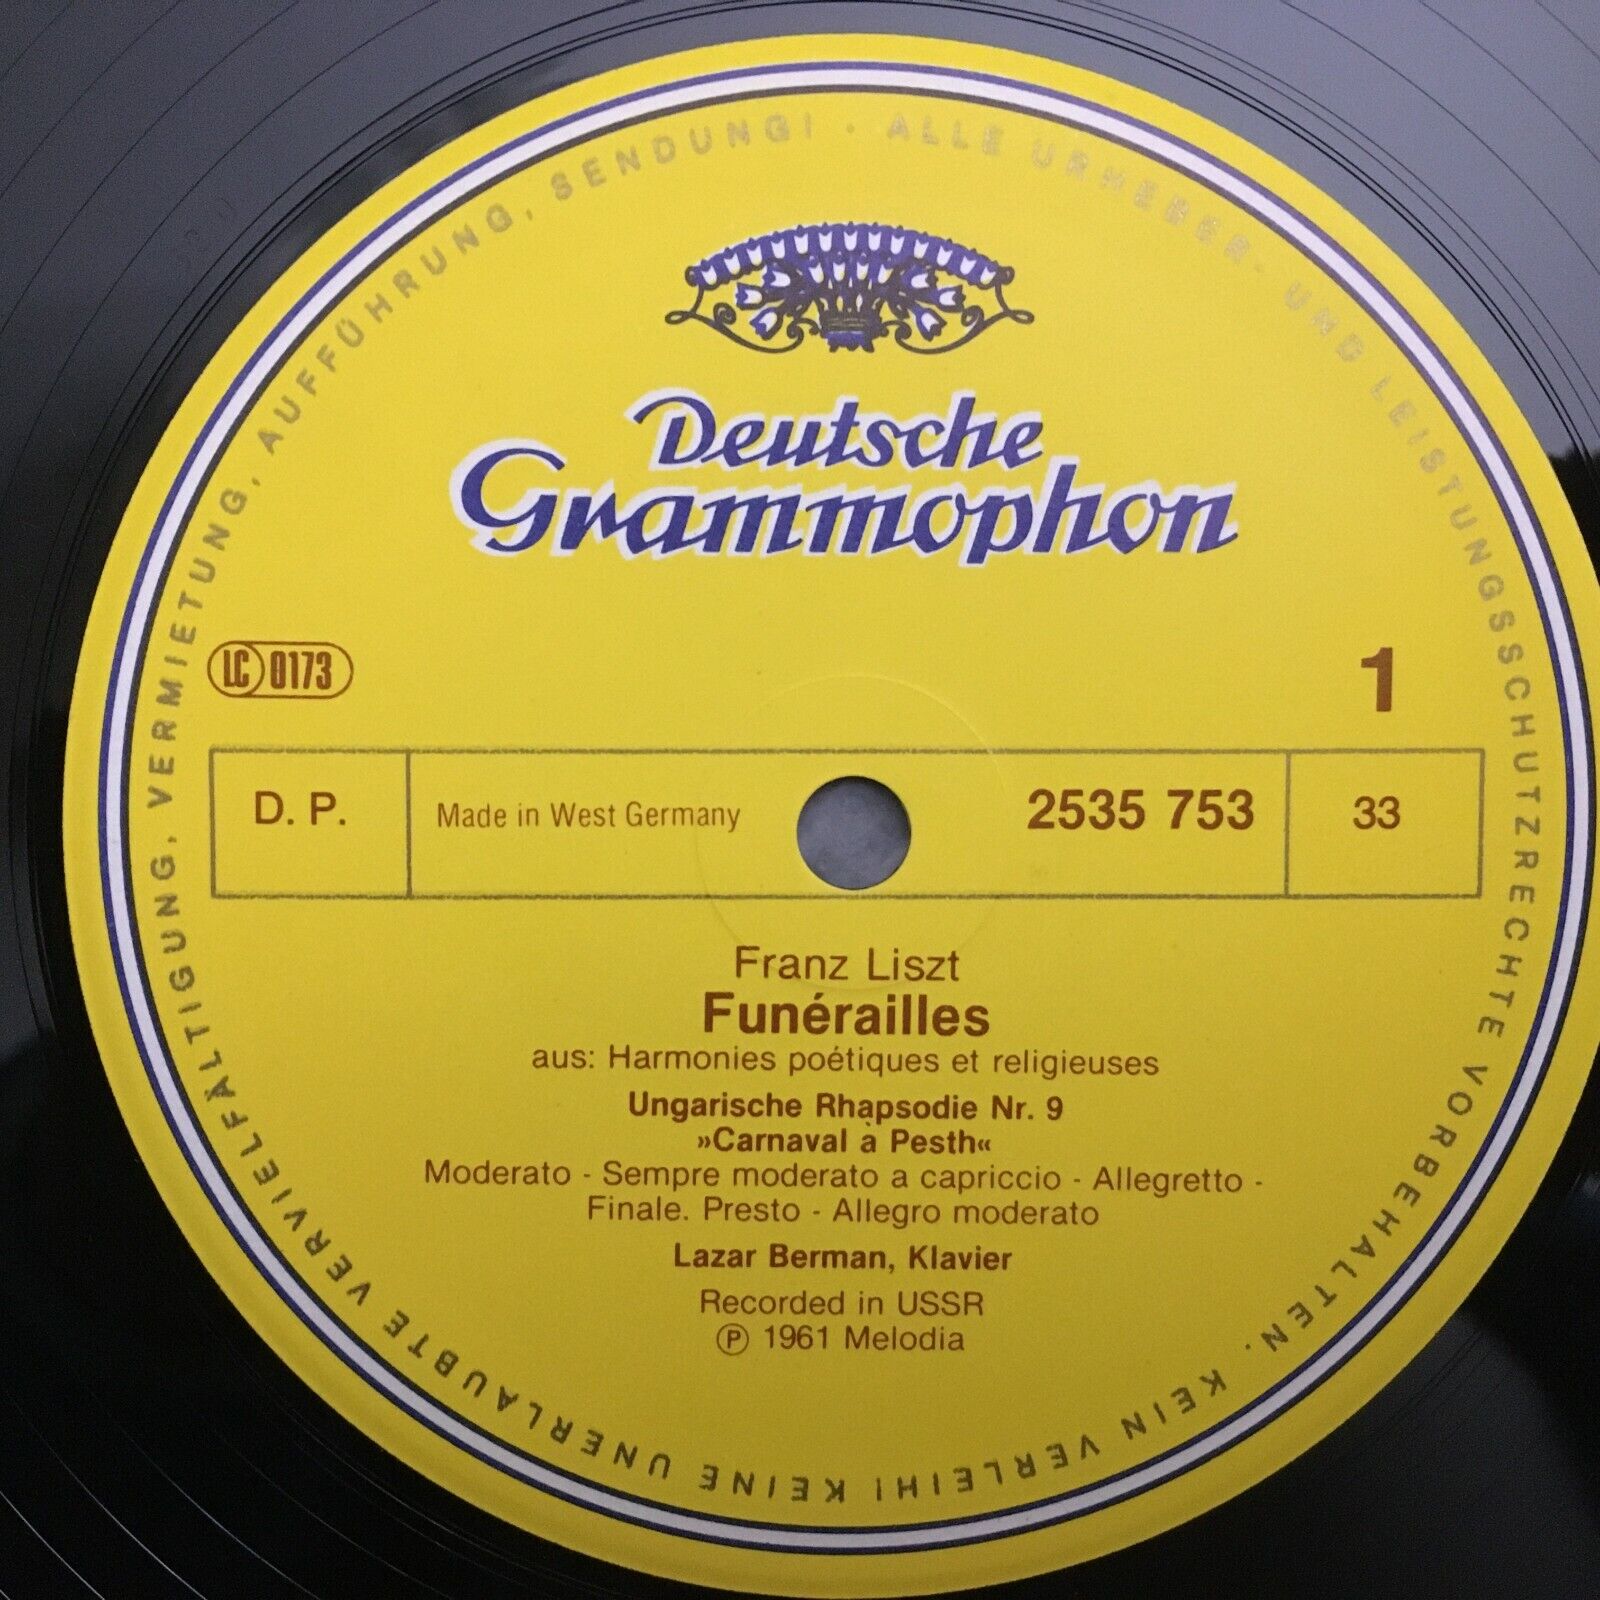 Deutsche
Grammophon
LC 0173
1
D. P.
Made in West Germany
2535 753
33
Franz Liszt
Funérailles
aus: Harmonies poétiques et religieuses
Ungarische Rhapsodie Nr. 9
»Carnaval à Pesth«
Moderato - Sempre moderato a capriccio - Allegretto -
Finale. Presto - Allegro moderato
Lazar Berman, Klavier
Recorded in USSR
℗ 1961 Melodia
ALLE URHEBER- UND LEISTUNGSSCHUTZRECHTE VORBEHALTEN. KEIN VERLEIH! KEINE UNERLAUBTE VERVIELFÄLTIGUNG, VERMIETUNG, AUFFÜHRUNG, SENDUNG! ·